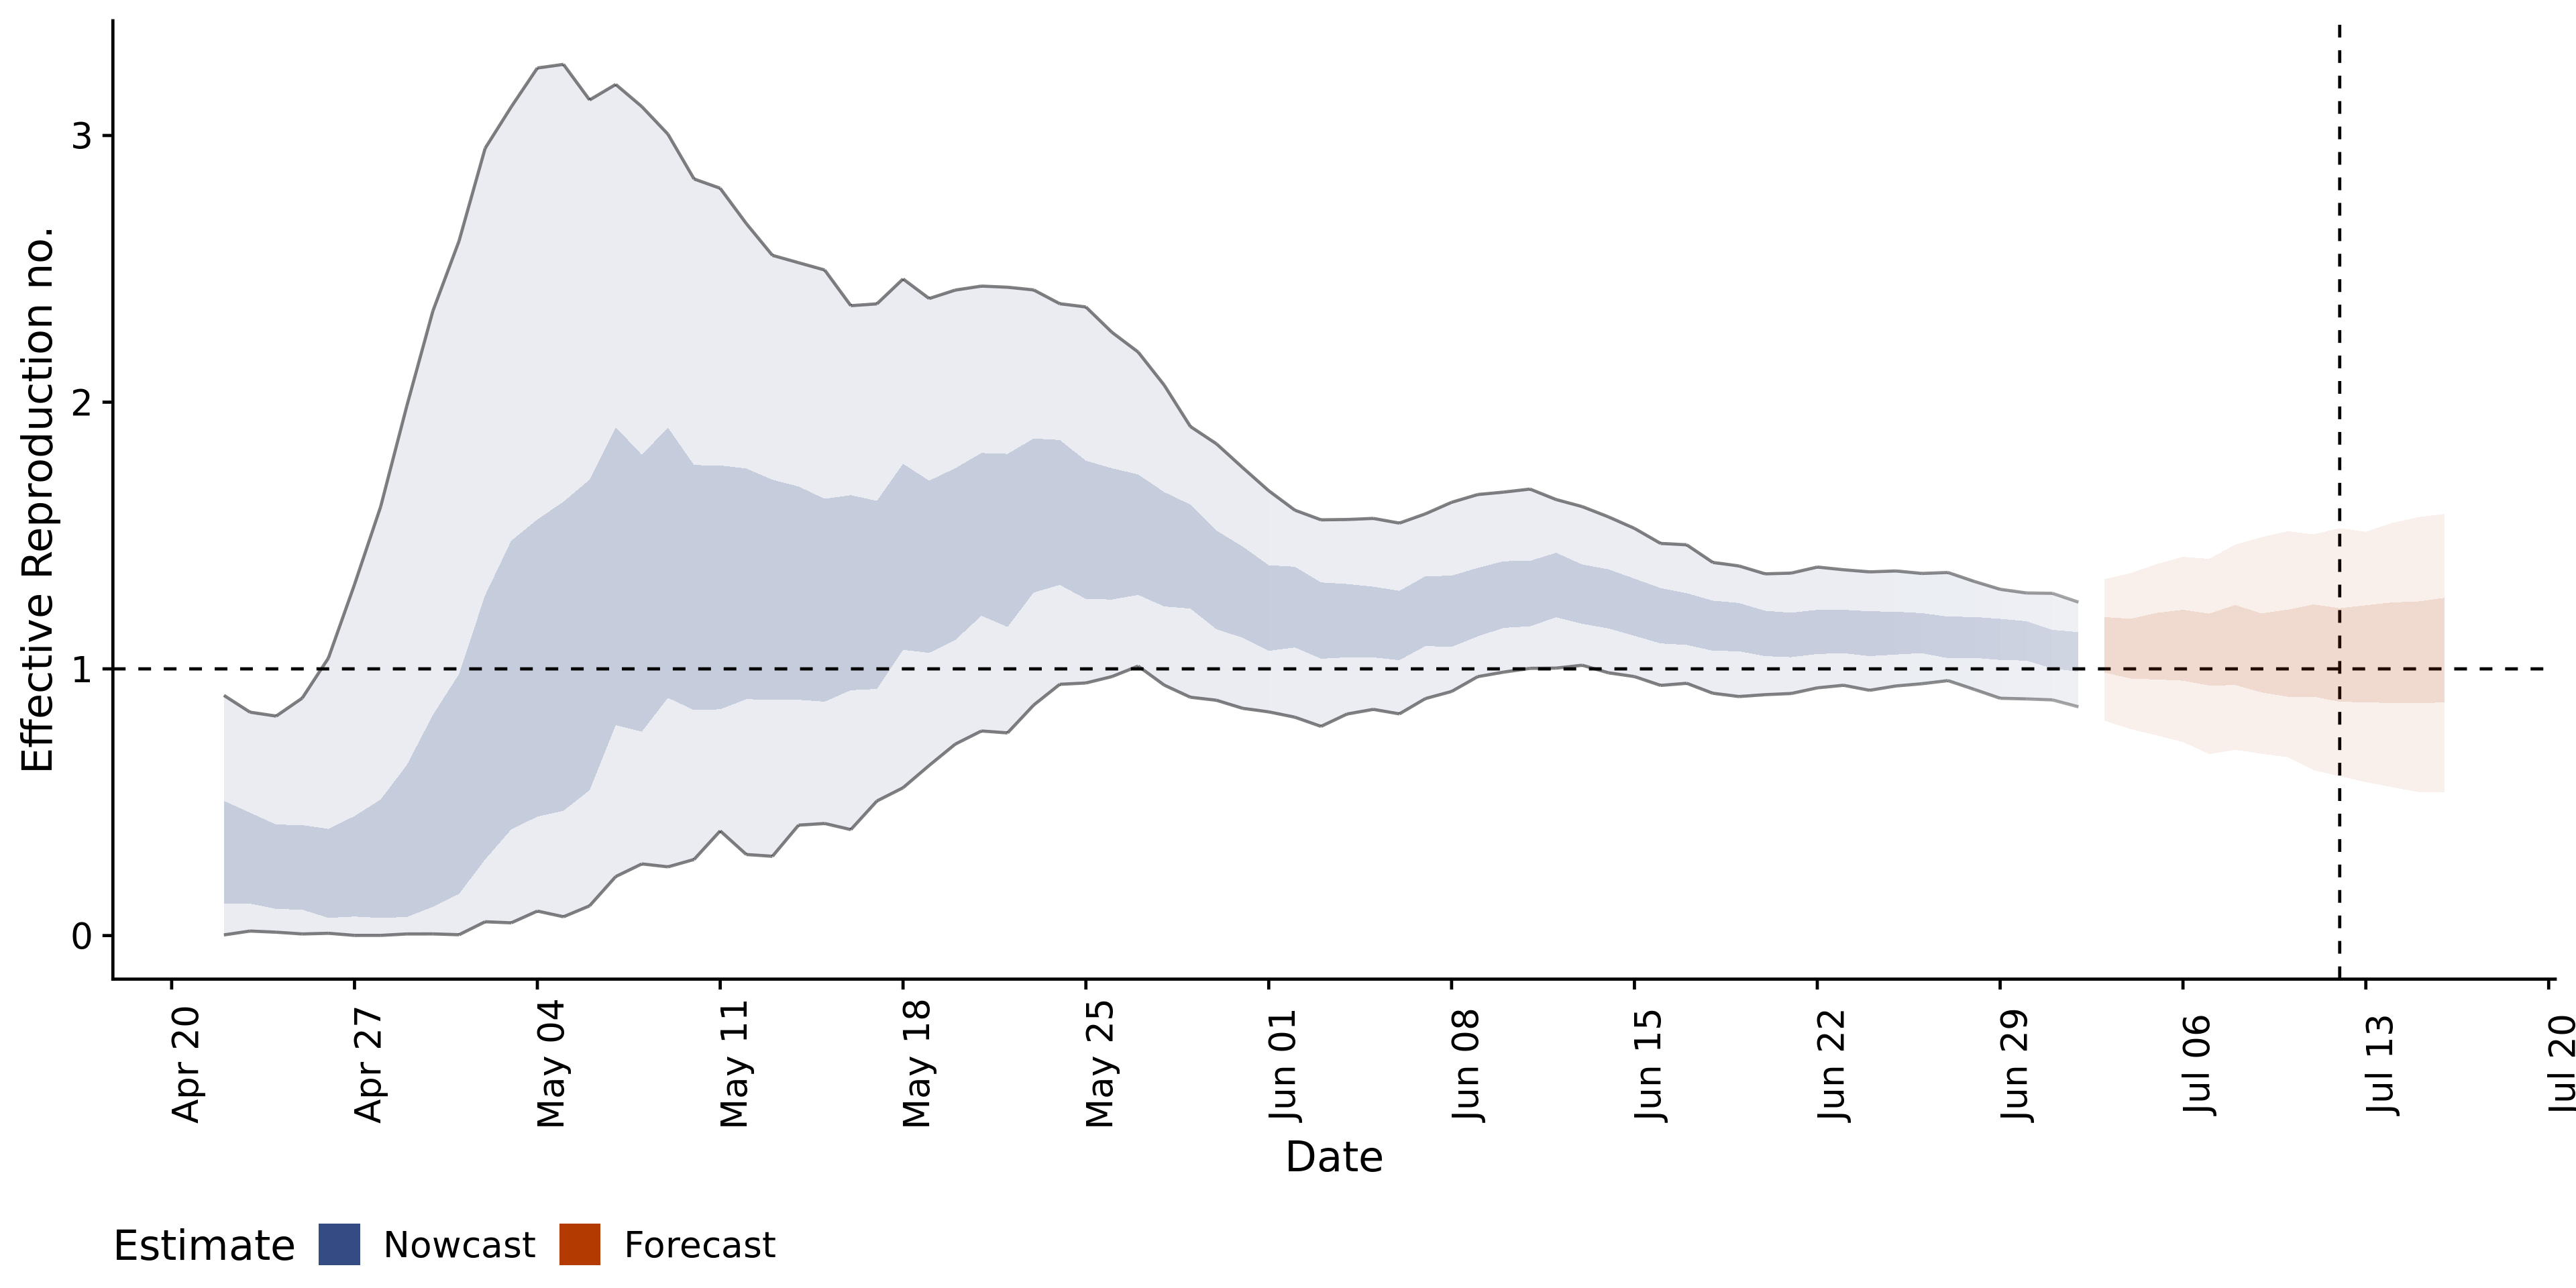 Effective Reproduction no.
3
2
1
0
Apr 20
Apr 27
May 04
May 11
May 18
May 25
Jun 01
Jun 08
Jun 15
Jun 22
Jun 29
Jul 06
Jul 13
Jul 20
Date
Estimate Nowcast Forecast